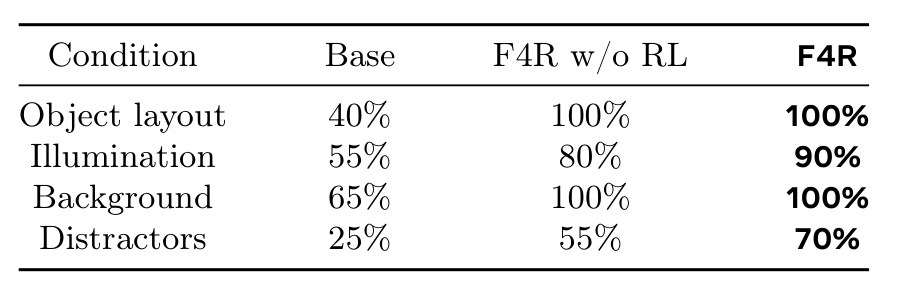 Condition Base F4R w/o RL F4R
Object layout 40% 100% 100%
Illumination 55% 80% 90%
Background 65% 100% 100%
Distractors 25% 55% 70%